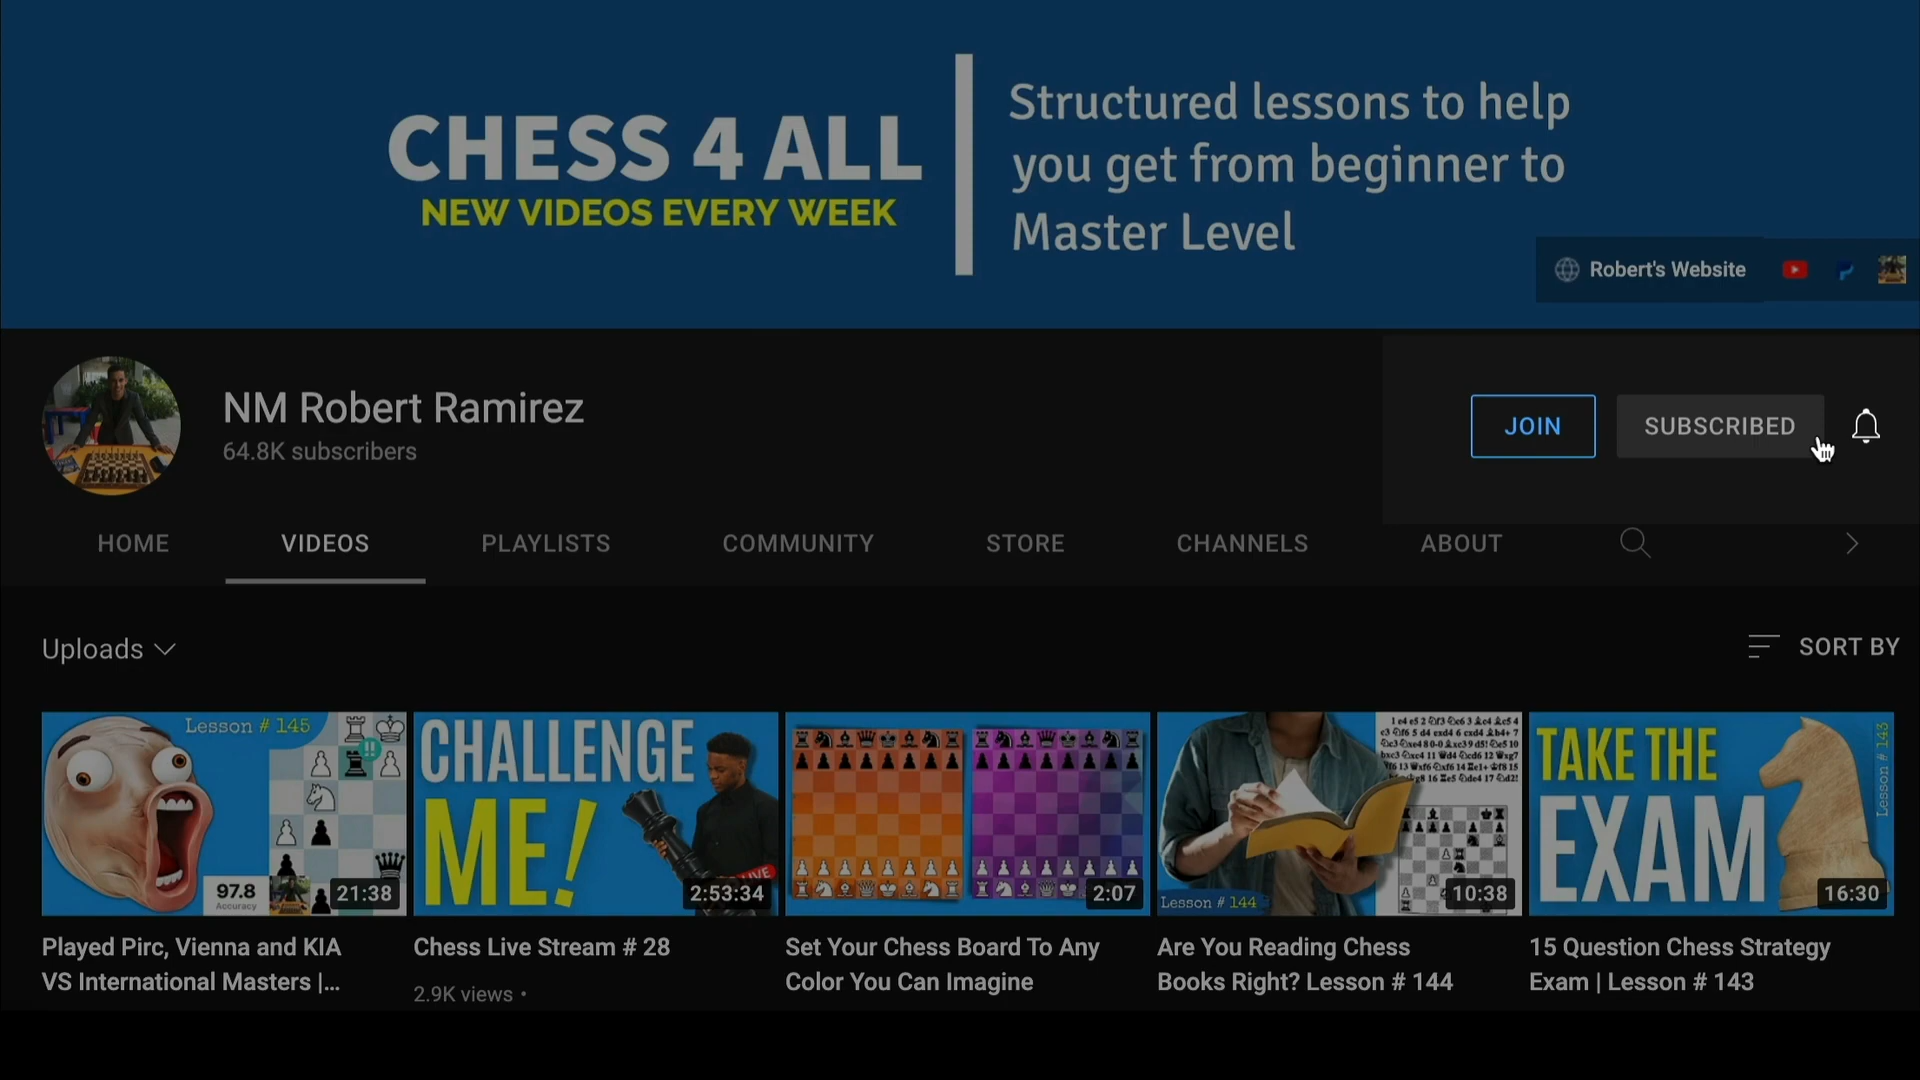 CHESS 4 ALL
NEW VIDEOS EVERY WEEK
Structured lessons to help
you get from beginner to
Master Level
Robert's Website
NM Robert Ramirez
64.8K subscribers
JOIN
SUBSCRIBED
HOME
VIDEOS
PLAYLISTS
COMMUNITY
STORE
CHANNELS
ABOUT
Uploads
SORT BY
Lesson # 145
97.8
Accuracy
21:38
CHALLENGE
ME!
LIVE
2:53:34
2:07
Lesson # 144
10:38
TAKE THE
EXAM
Lesson # 143
16:30
Played Pirc, Vienna and KIA
VS International Masters |...
Chess Live Stream # 28
2.9K views •
Set Your Chess Board To Any
Color You Can Imagine
Are You Reading Chess
Books Right? Lesson # 144
15 Question Chess Strategy
Exam | Lesson # 143